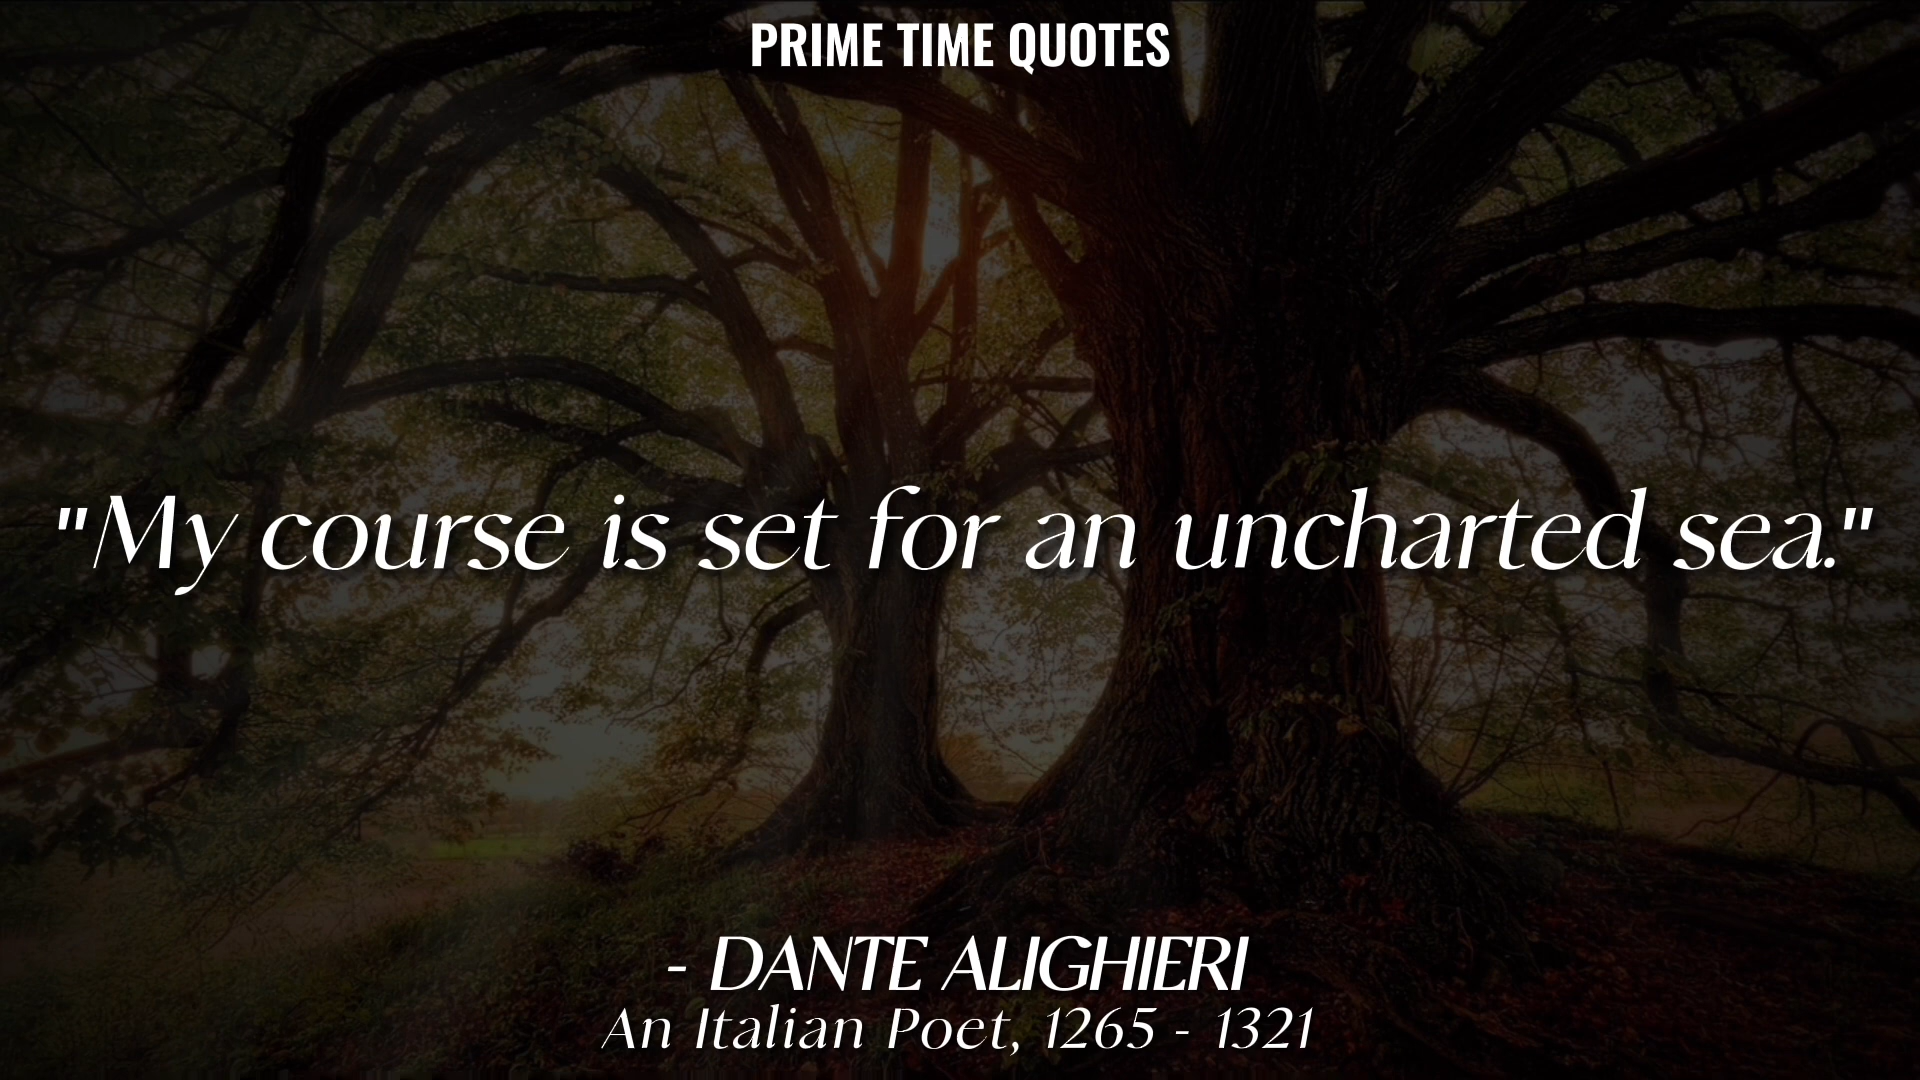 PRIME TIME QUOTES
"My course is set for an uncharted sea."
- DANTE ALIGHIERI
An Italian Poet, 1265 - 1321